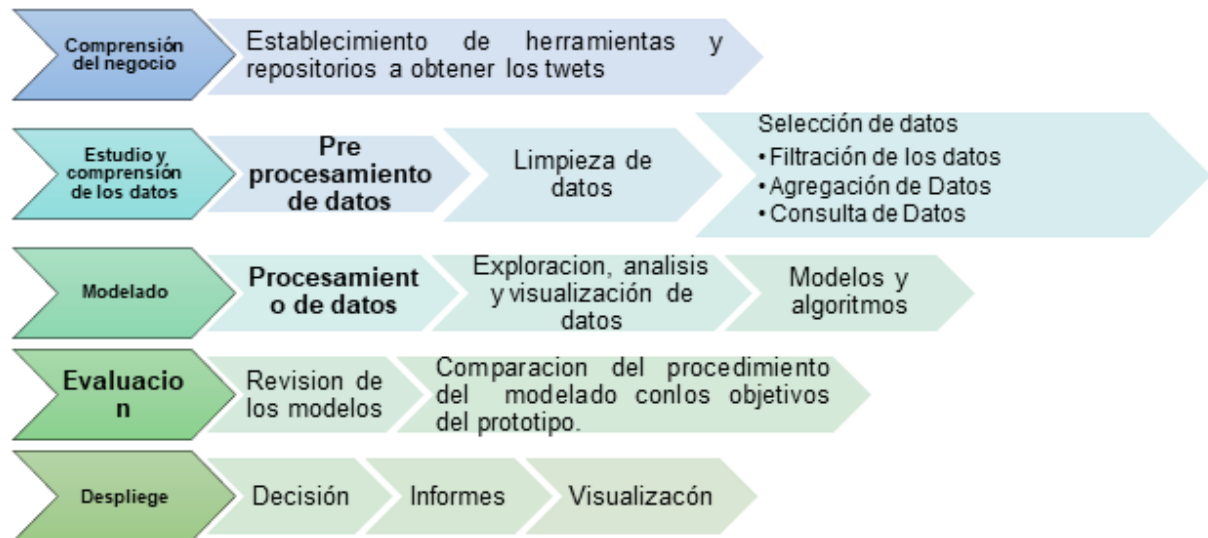 Comprensión
del negocio
Establecimiento de herramientas y
repositorios a obtener los twets
Estudio y
comprensión
de los datos
Pre
procesamiento
de datos
Limpieza de
datos
Selección de datos
•Filtración de los datos
•Agregación de Datos
•Consulta de Datos
Modelado
Procesamient
o de datos
Exploracion, analisis
y visualización de
datos
Modelos y
algoritmos
Evaluacio
n
Revision de
los modelos
Comparacion del procedimiento
del modelado conlos objetivos
del prototipo.
Despliege
Decisión
Informes
Visualizacón